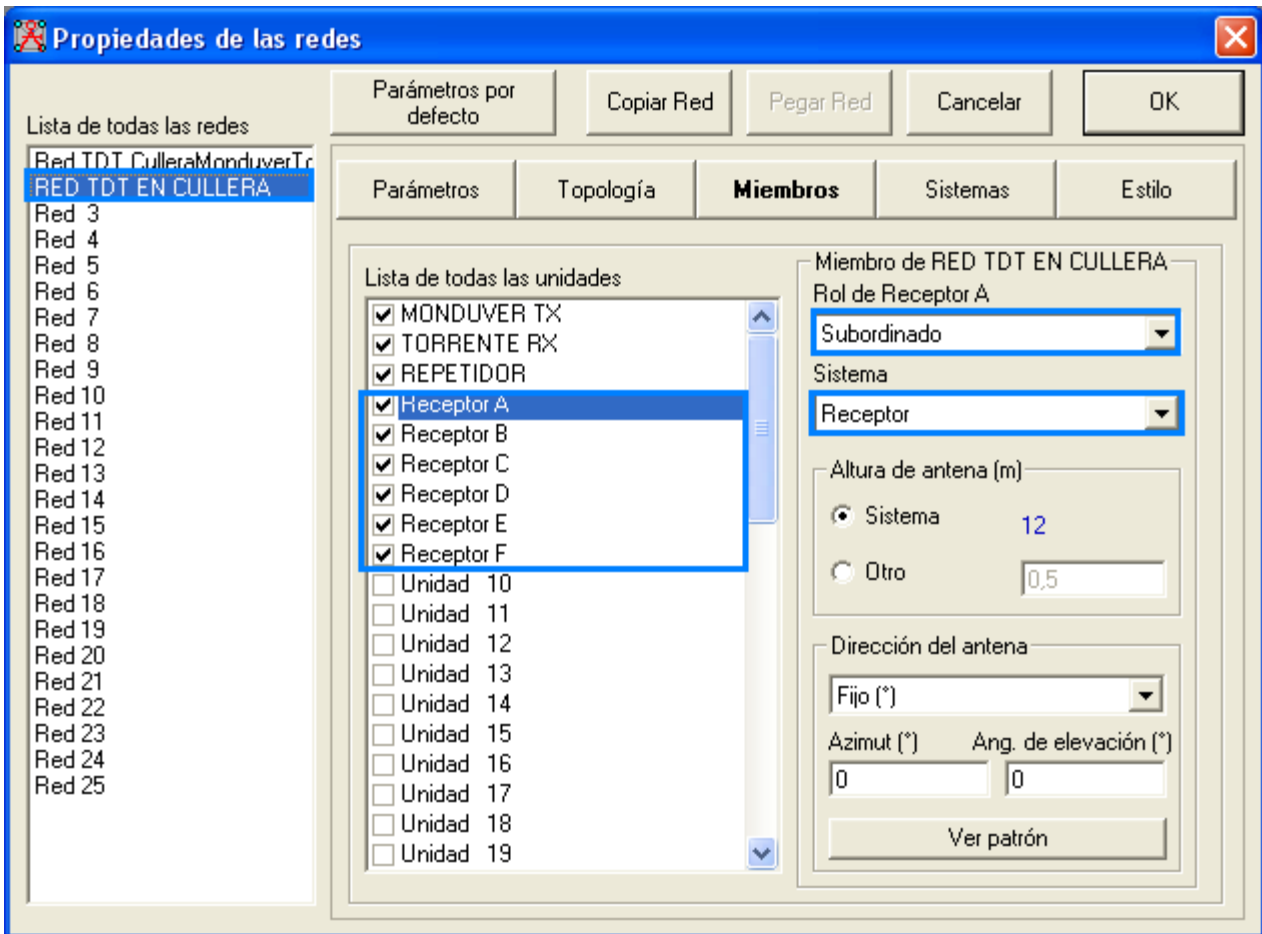 Propiedades de las redes
Parámetros por defecto
Copiar Red
Pegar Red
Cancelar
OK
Lista de todas las redes
Red TDT CulleraMonduverTo
RED TDT EN CULLERA
Red 3
Red 4
Red 5
Red 6
Red 7
Red 8
Red 9
Red 10
Red 11
Red 12
Red 13
Red 14
Red 15
Red 16
Red 17
Red 18
Red 19
Red 20
Red 21
Red 22
Red 23
Red 24
Red 25
Parámetros
Topología
Miembros
Sistemas
Estilo
Lista de todas las unidades
MONDUVER TX
TORRENTE RX
REPETIDOR
Receptor A
Receptor B
Receptor C
Receptor D
Receptor E
Receptor F
Unidad 10
Unidad 11
Unidad 12
Unidad 13
Unidad 14
Unidad 15
Unidad 16
Unidad 17
Unidad 18
Unidad 19
Miembro de RED TDT EN CULLERA
Rol de Receptor A
Subordinado
Sistema
Receptor
Altura de antena (m)
Sistema 12
Otro 0,5
Dirección del antena
Fijo (°)
Azimut (°) Ang. de elevación (°)
0 0
Ver patrón